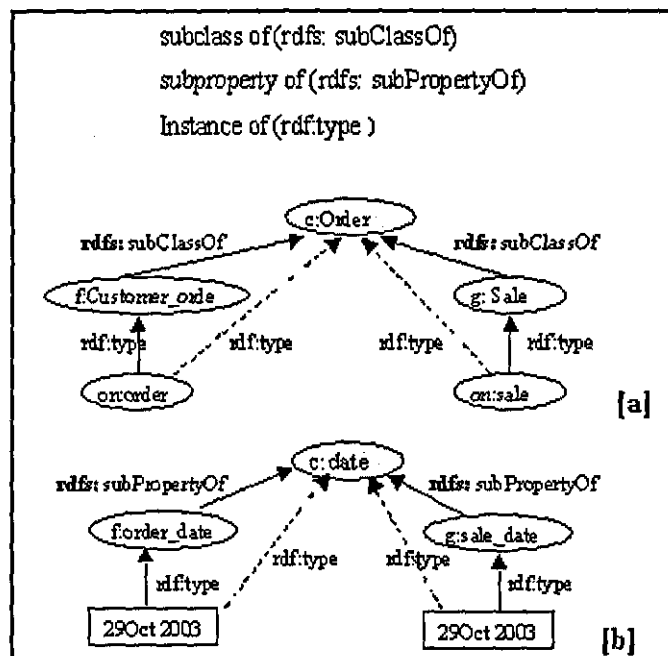 subclass of (rdfs: subClassOf)
subproperty of (rdfs: subPropertyOf)
Instance of (rdf:type )
c:Order
rdfs: subClassOf rdfs: subClassOf
f:Customer_orde g: Sale
rdf:type rdf:type rdf:type rdf:type
on:order on:sale
[a]
c: date
rdfs: subPropertyOf rdfs: subPropertyOf
f:order_date g:sale_date
rdf:type rdf:type rdf:type rdf:type
29Oct 2003 29Oct 2003
[b]